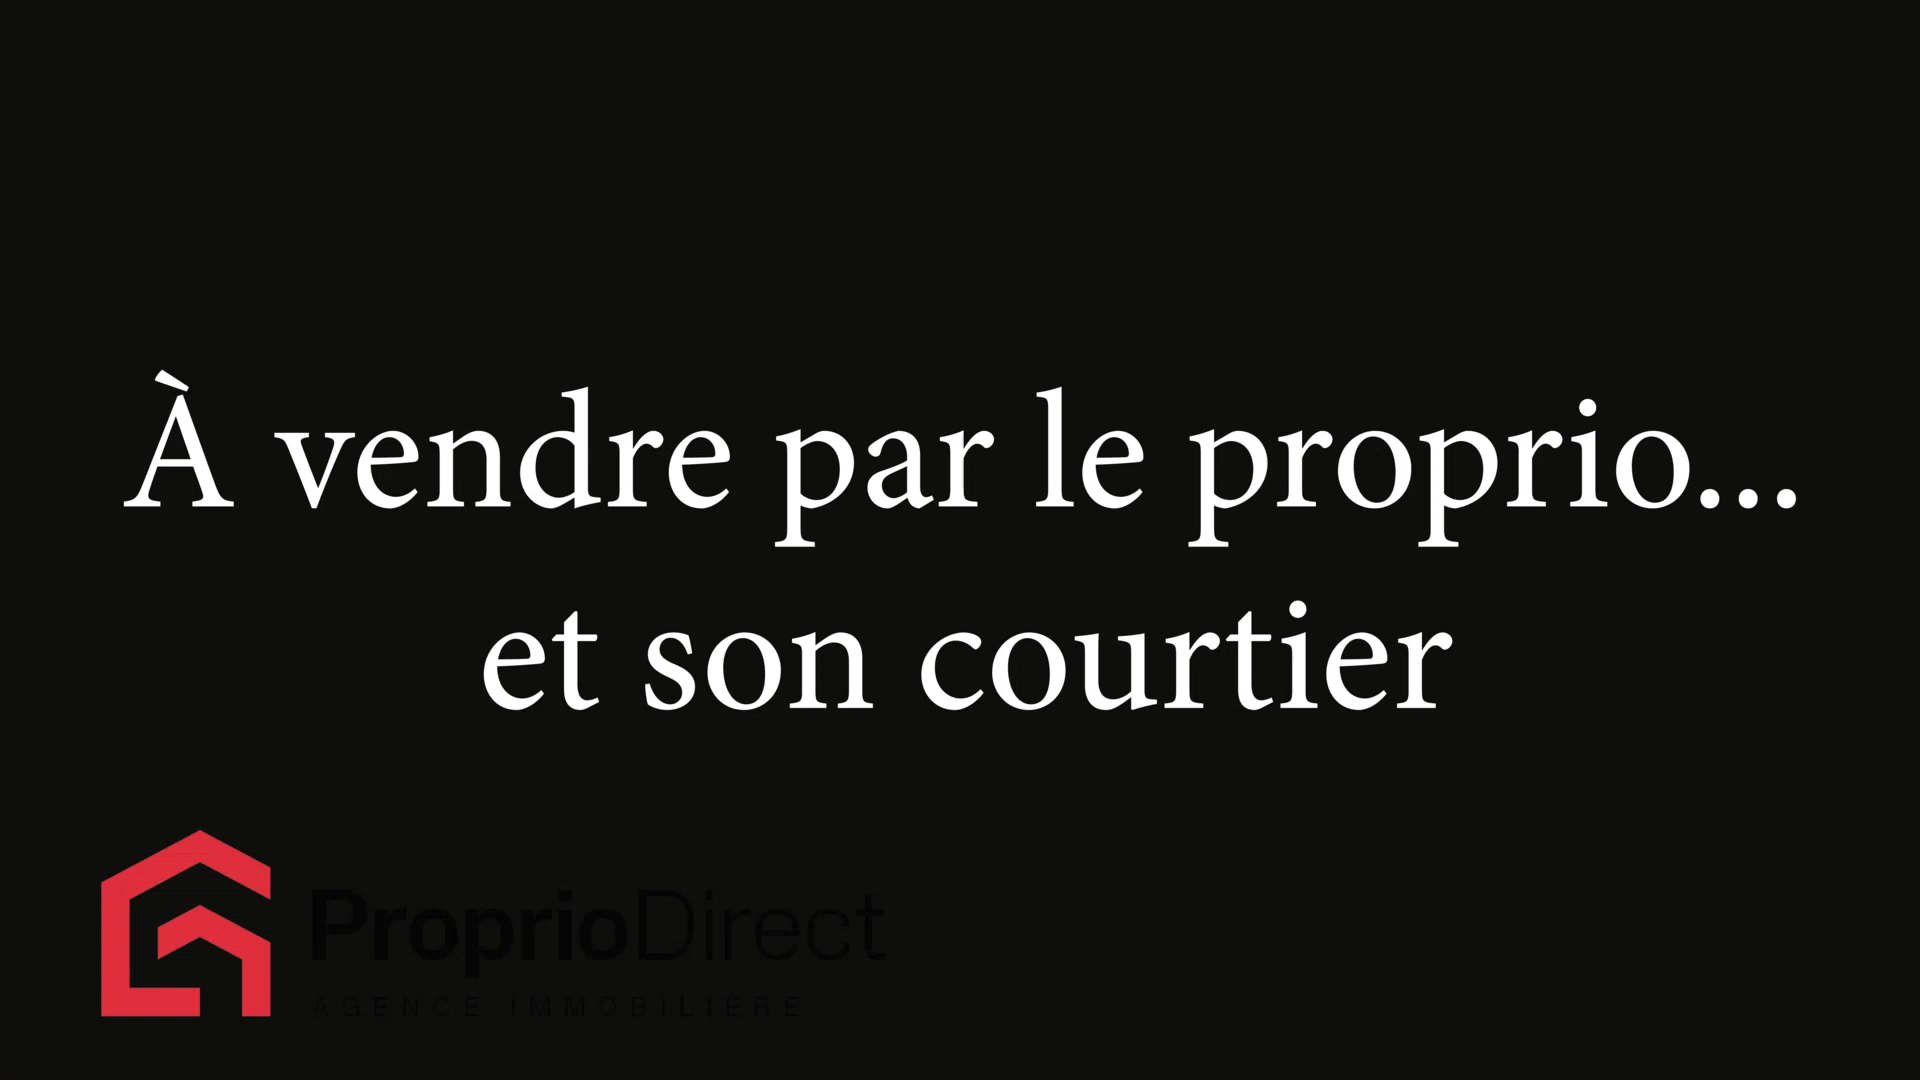 À vendre par le proprio...
et son courtier
ProprioDirect
AGENCE IMMOBILIÈRE